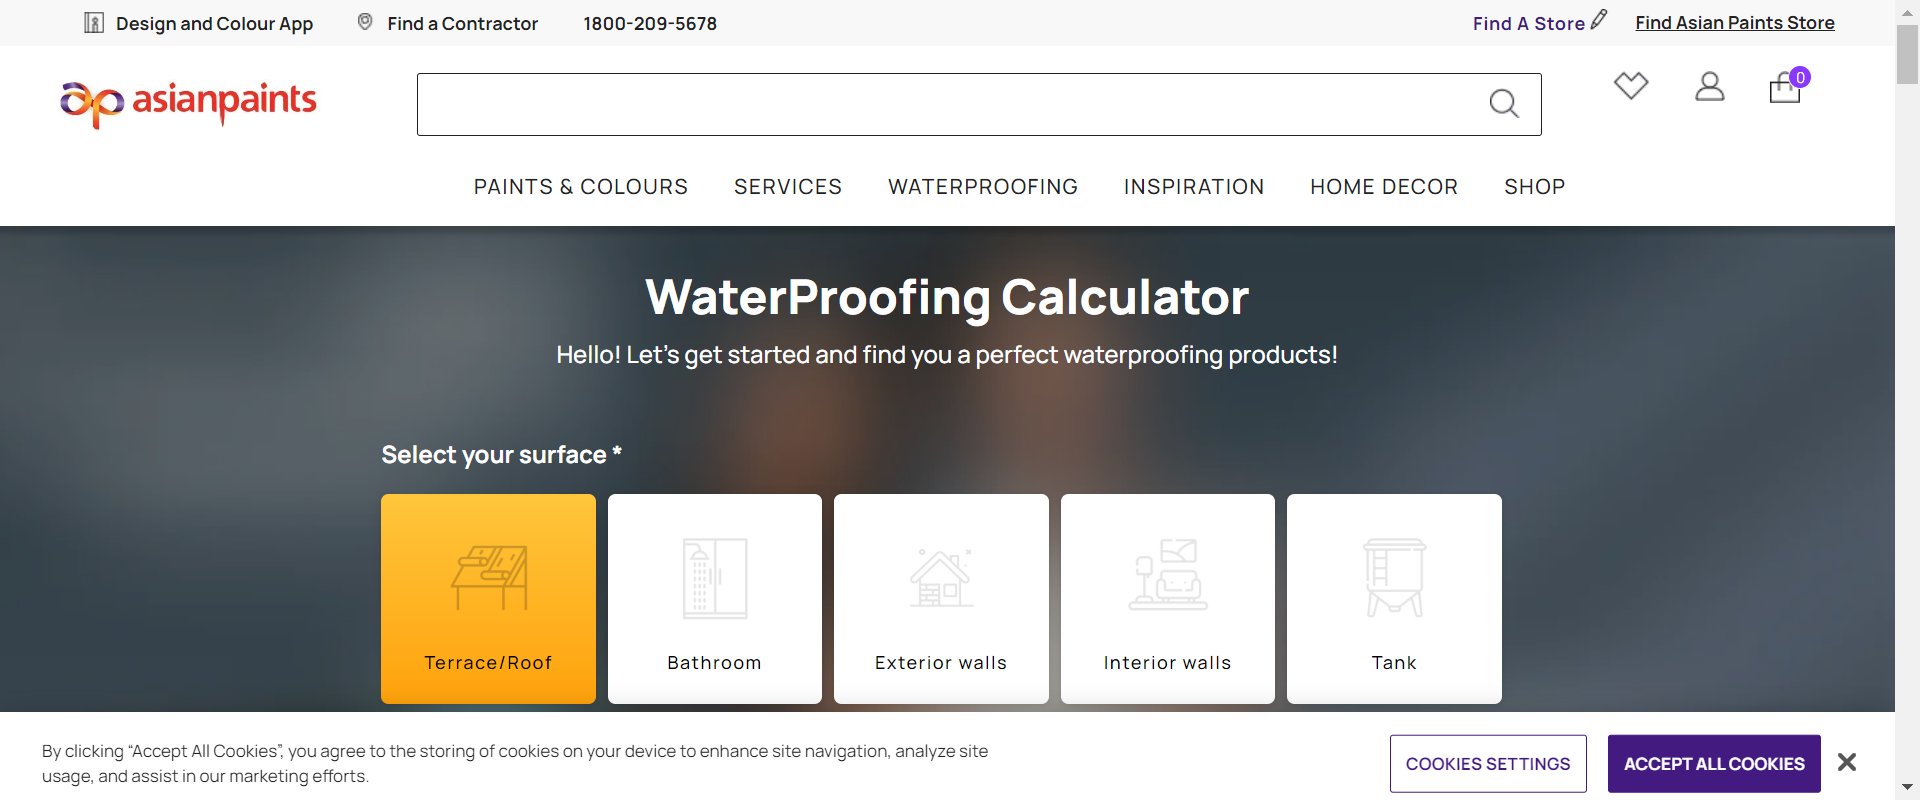 Design and Colour App
Find a Contractor
1800-209-5678
Find A Store
Find Asian Paints Store
ap asianpaints
0
PAINTS & COLOURS
SERVICES
WATERPROOFING
INSPIRATION
HOME DECOR
SHOP
WaterProofing Calculator
Hello! Let's get started and find you a perfect waterproofing products!
Select your surface *
Terrace/Roof
Bathroom
Exterior walls
Interior walls
Tank
By clicking “Accept All Cookies”, you agree to the storing of cookies on your device to enhance site navigation, analyze site
usage, and assist in our marketing efforts.
COOKIES SETTINGS
ACCEPT ALL COOKIES